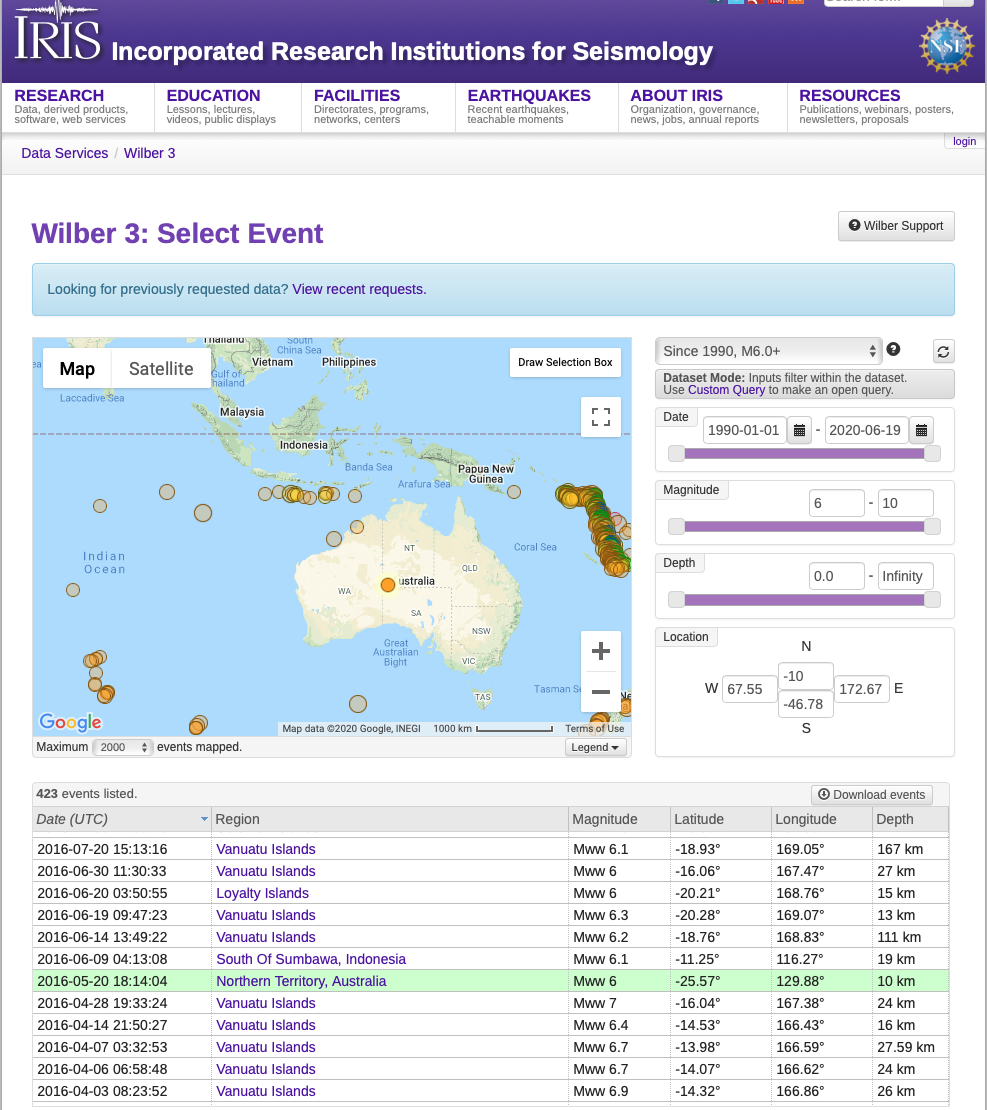 IRIS Incorporated Research Institutions for Seismology
NSF
RESEARCH
Data, derived products,
software, web services
EDUCATION
Lessons, lectures,
videos, public displays
FACILITIES
Directorates, programs,
networks, centers
EARTHQUAKES
Recent earthquakes,
teachable moments
ABOUT IRIS
Organization, governance,
news, jobs, annual reports
RESOURCES
Publications, webinars, posters,
newsletters, proposals
Data Services / Wilber 3
login
Wilber 3: Select Event
Wilber Support
Looking for previously requested data? View recent requests.
Map Satellite
Draw Selection Box
Thailand
South
China Sea
Vietnam
Philippines
Gulf of
Thailand
Laccadive Sea
Malaysia
Indonesia
Banda Sea
Papua New
Guinea
Arafura Sea
Indian
Ocean
Coral Sea
NT
QLD
WA
ustralia
SA
NSW
Great
Australian
Bight
VIC
TAS
Tasman Se
Ne
Google
Map data ©2020 Google, INEGI 1000 km Terms of Use
Maximum 2000 events mapped.
Legend
Since 1990, M6.0+
Dataset Mode: Inputs filter within the dataset.
Use Custom Query to make an open query.
Date
1990-01-01 - 2020-06-19
Magnitude
6 - 10
Depth
0.0 - Infinity
Location
N
-10
W 67.55 172.67 E
-46.78
S
423 events listed.
Download events
Date (UTC) Region Magnitude Latitude Longitude Depth
2016-07-20 15:13:16 Vanuatu Islands Mww 6.1 -18.93° 169.05° 167 km
2016-06-30 11:30:33 Vanuatu Islands Mww 6 -16.06° 167.47° 27 km
2016-06-20 03:50:55 Loyalty Islands Mww 6 -20.21° 168.76° 15 km
2016-06-19 09:47:23 Vanuatu Islands Mww 6.3 -20.28° 169.07° 13 km
2016-06-14 13:49:22 Vanuatu Islands Mww 6.2 -18.76° 168.83° 111 km
2016-06-09 04:13:08 South Of Sumbawa, Indonesia Mww 6.1 -11.25° 116.27° 19 km
2016-05-20 18:14:04 Northern Territory, Australia Mww 6 -25.57° 129.88° 10 km
2016-04-28 19:33:24 Vanuatu Islands Mww 7 -16.04° 167.38° 24 km
2016-04-14 21:50:27 Vanuatu Islands Mww 6.4 -14.53° 166.43° 16 km
2016-04-07 03:32:53 Vanuatu Islands Mww 6.7 -13.98° 166.59° 27.59 km
2016-04-06 06:58:48 Vanuatu Islands Mww 6.7 -14.07° 166.62° 24 km
2016-04-03 08:23:52 Vanuatu Islands Mww 6.9 -14.32° 166.86° 26 km